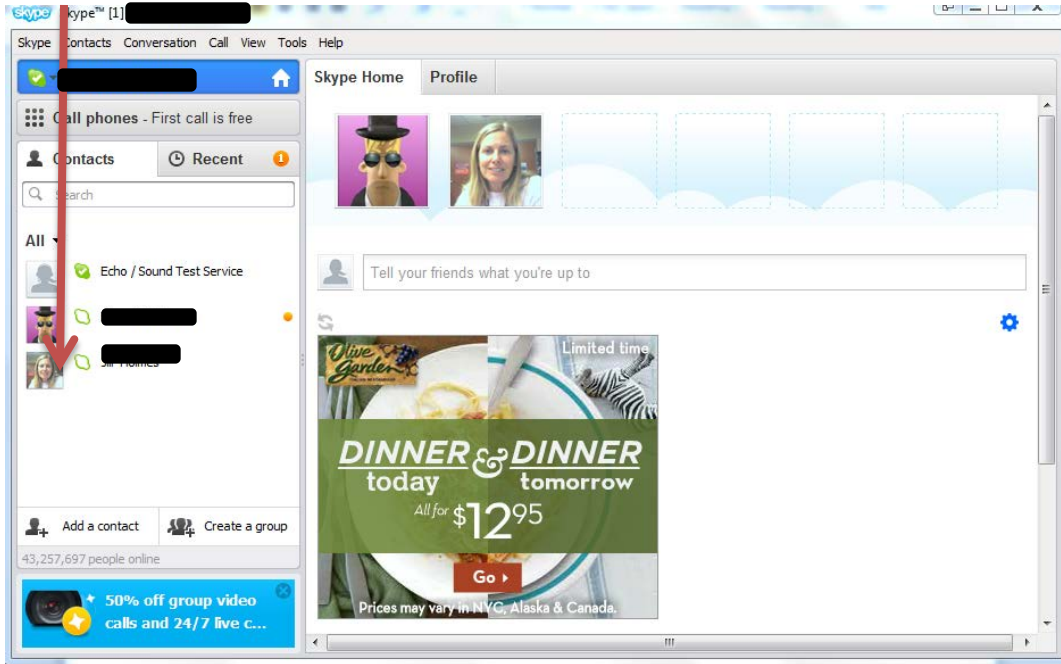 skype Skype™ [1]
Skype Contacts Conversation Call View Tools Help
Call phones - First call is free
Contacts
Recent 1
Search
All
Echo / Sound Test Service
Add a contact
Create a group
43,257,697 people online
50% off group video
calls and 24/7 live c...
Skype Home Profile
Tell your friends what you're up to
Olive
Garden
Limited time
DINNER & DINNER
today tomorrow
All for $1295
Go
Prices may vary in NYC, Alaska & Canada.